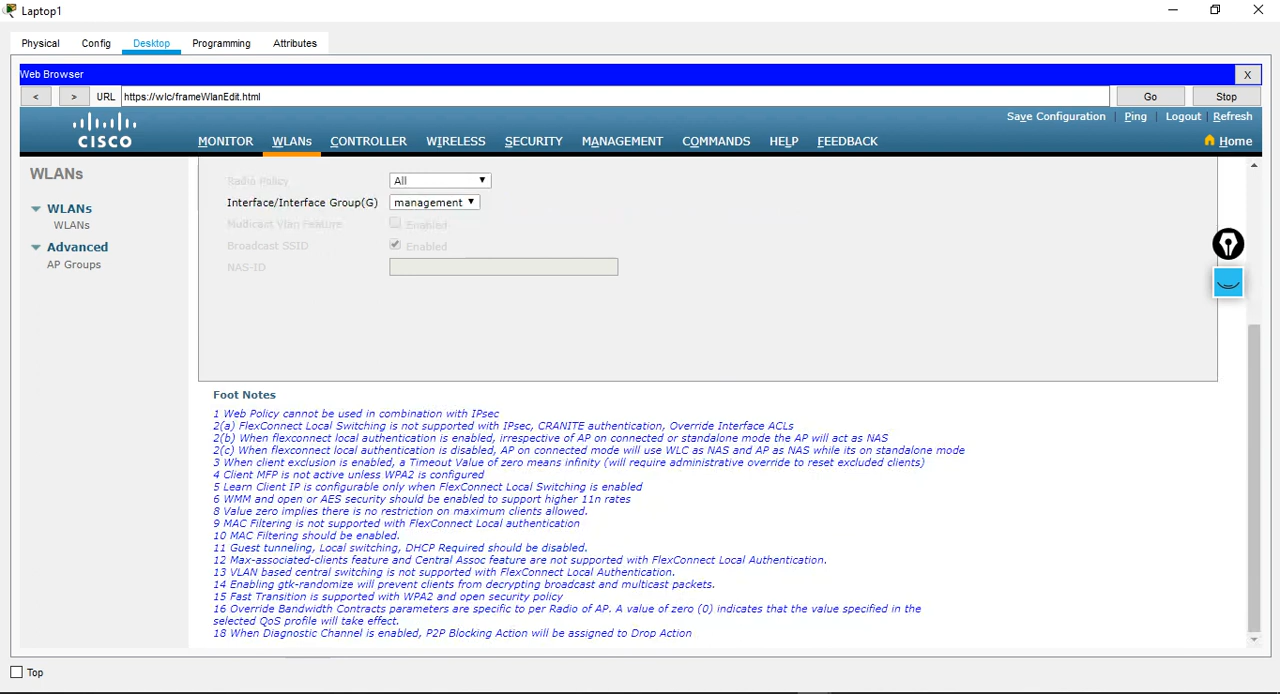 Laptop1
Physical Config Desktop Programming Attributes
Web Browser X
< > URL https://wlc/frameWlanEdit.html Go Stop
Save Configuration | Ping | Logout | Refresh
CISCO MONITOR WLANs CONTROLLER WIRELESS SECURITY MANAGEMENT COMMANDS HELP FEEDBACK Home
WLANs
WLANs
WLANs
Advanced
AP Groups
Radio Policy All
Interface/Interface Group(G) management
Multicast Vlan Feature Enabled
Broadcast SSID Enabled
NAS-ID
Foot Notes
1 Web Policy cannot be used in combination with IPsec
2(a) FlexConnect Local Switching is not supported with IPsec, CRANITE authentication, Override Interface ACLs
2(b) When flexconnect local authentication is enabled, irrespective of AP on connected or standalone mode the AP will act as NAS
2(c) When flexconnect local authentication is disabled, AP on connected mode will use WLC as NAS and AP as NAS while its on standalone mode
3 When client exclusion is enabled, a Timeout Value of zero means infinity (will require administrative override to reset excluded clients)
4 Client MFP is not active unless WPA2 is configured
5 Learn Client IP is configurable only when FlexConnect Local Switching is enabled
6 WMM and open or AES security should be enabled to support higher 11n rates
8 Value zero implies there is no restriction on maximum clients allowed.
9 MAC Filtering is not supported with FlexConnect Local authentication
10 MAC Filtering should be enabled.
11 Guest tunneling, Local switching, DHCP Required should be disabled.
12 Max-associated-clients feature and Central Assoc feature are not supported with FlexConnect Local Authentication.
13 VLAN based central switching is not supported with FlexConnect Local Authentication.
14 Enabling gtk-randomize will prevent clients from decrypting broadcast and multicast packets.
15 Fast Transition is supported with WPA2 and open security policy
16 Override Bandwidth Contracts parameters are specific to per Radio of AP. A value of zero (0) indicates that the value specified in the
selected QoS profile will take effect.
18 When Diagnostic Channel is enabled, P2P Blocking Action will be assigned to Drop Action
Top